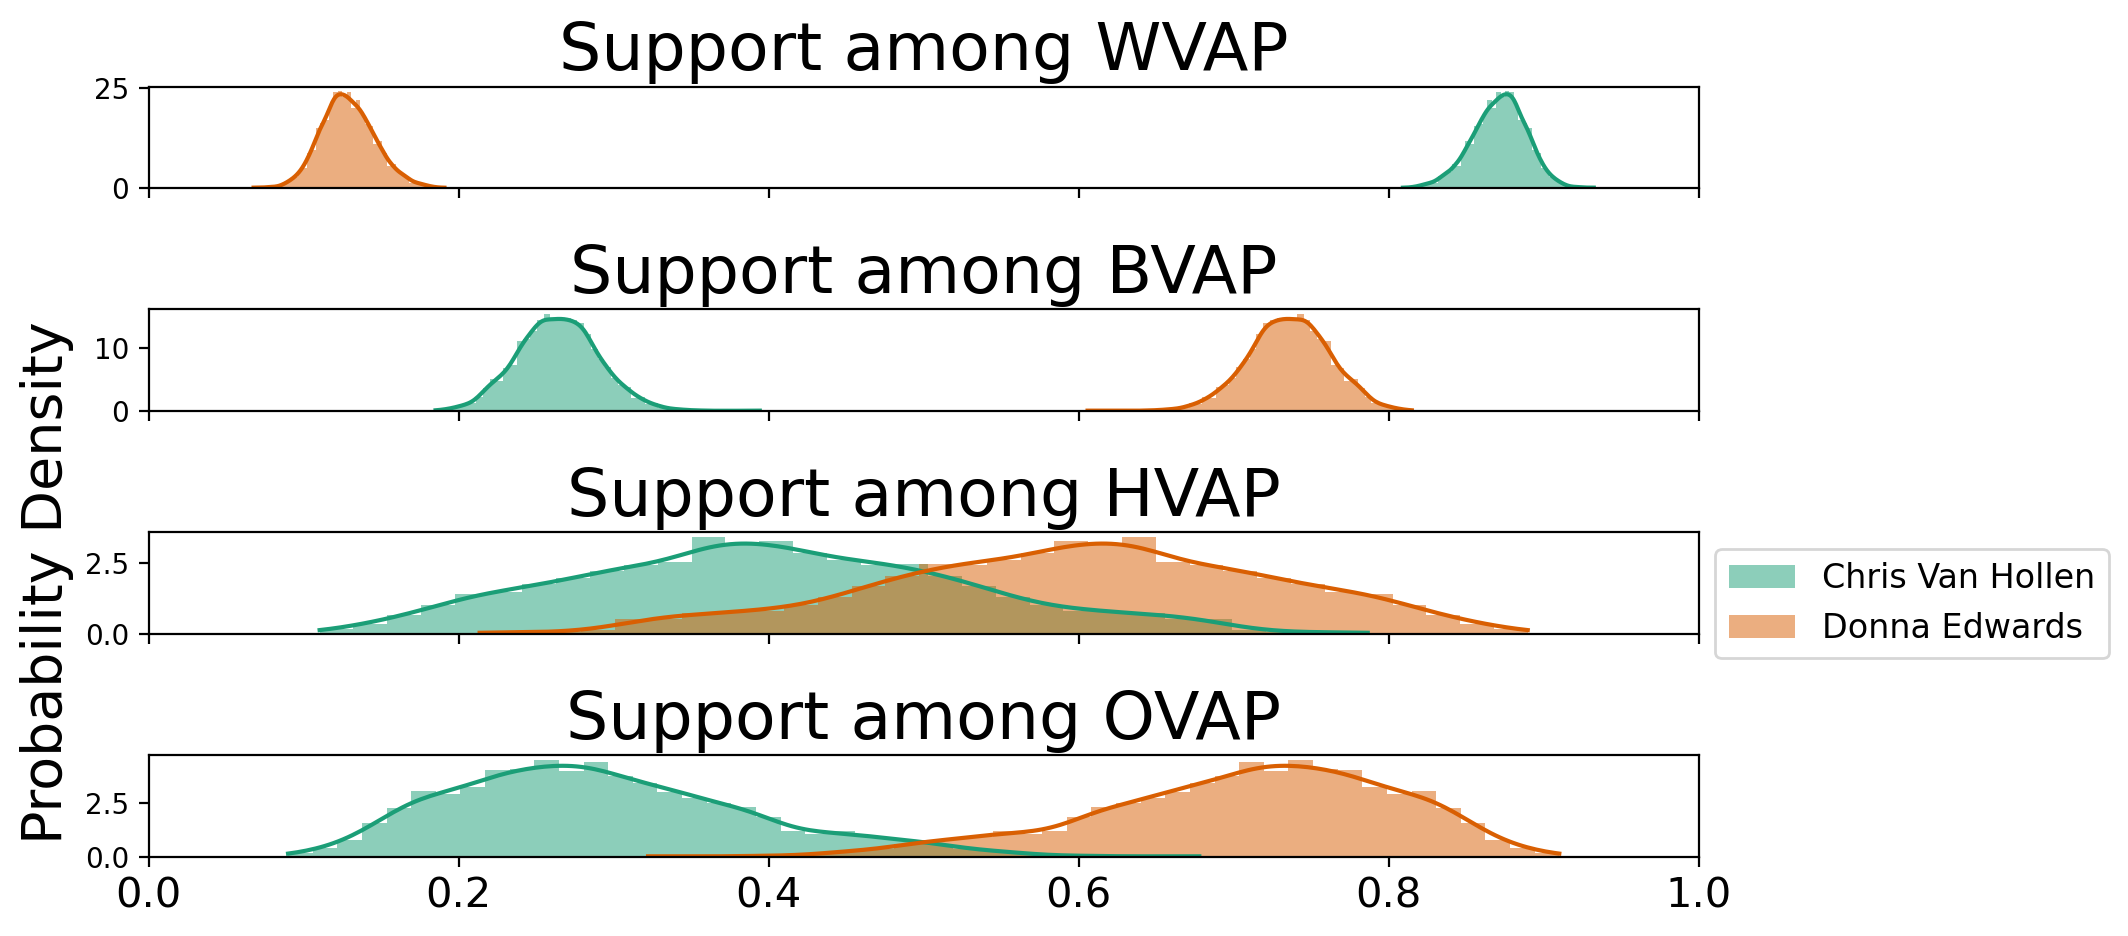 Support among WVAP
25
0
Support among BVAP
10
0
Support among HVAP
2.5
0.0
Support among OVAP
2.5
0.0
0.0 0.2 0.4 0.6 0.8 1.0
Probability Density
Chris Van Hollen
Donna Edwards